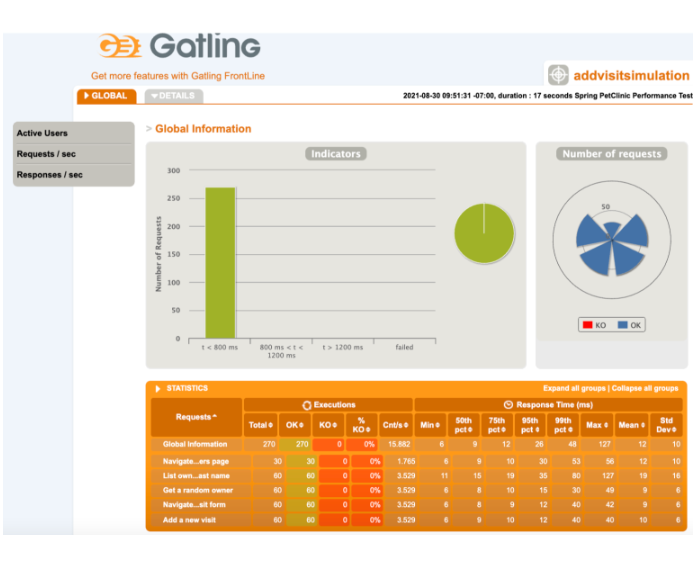 Gatling
Get more features with Gatling FrontLine
addvisitsimulation
GLOBAL
DETAILS
2021-08-30 09:51:31 -07:00, duration : 17 seconds Spring PetClinic Performance Test
Active Users
Requests / sec
Responses / sec
> Global Information
Indicators
Number of Requests
300
250
200
150
100
50
0
t < 800 ms
800 ms < t < 1200 ms
t > 1200 ms
failed
Number of requests
50
KO OK
STATISTICS Expand all groups | Collapse all groups
Executions Response Time (ms)
Requests Total OK KO % KO Cnt/s Min 50th pct 75th pct 95th pct 99th pct Max Mean Std Dev
Global Information 270 270 0 0% 15.882 6 9 12 26 48 127 12 10
Navigate...ers page 30 30 0 0% 1.765 6 9 10 30 53 56 12 10
List own...ast name 60 60 0 0% 3.529 11 15 19 35 80 127 19 16
Get a random owner 60 60 0 0% 3.529 6 8 10 15 30 49 9 6
Navigate...sit form 60 60 0 0% 3.529 6 8 9 12 40 42 9 6
Add a new visit 60 60 0 0% 3.529 6 9 10 12 40 40 10 6